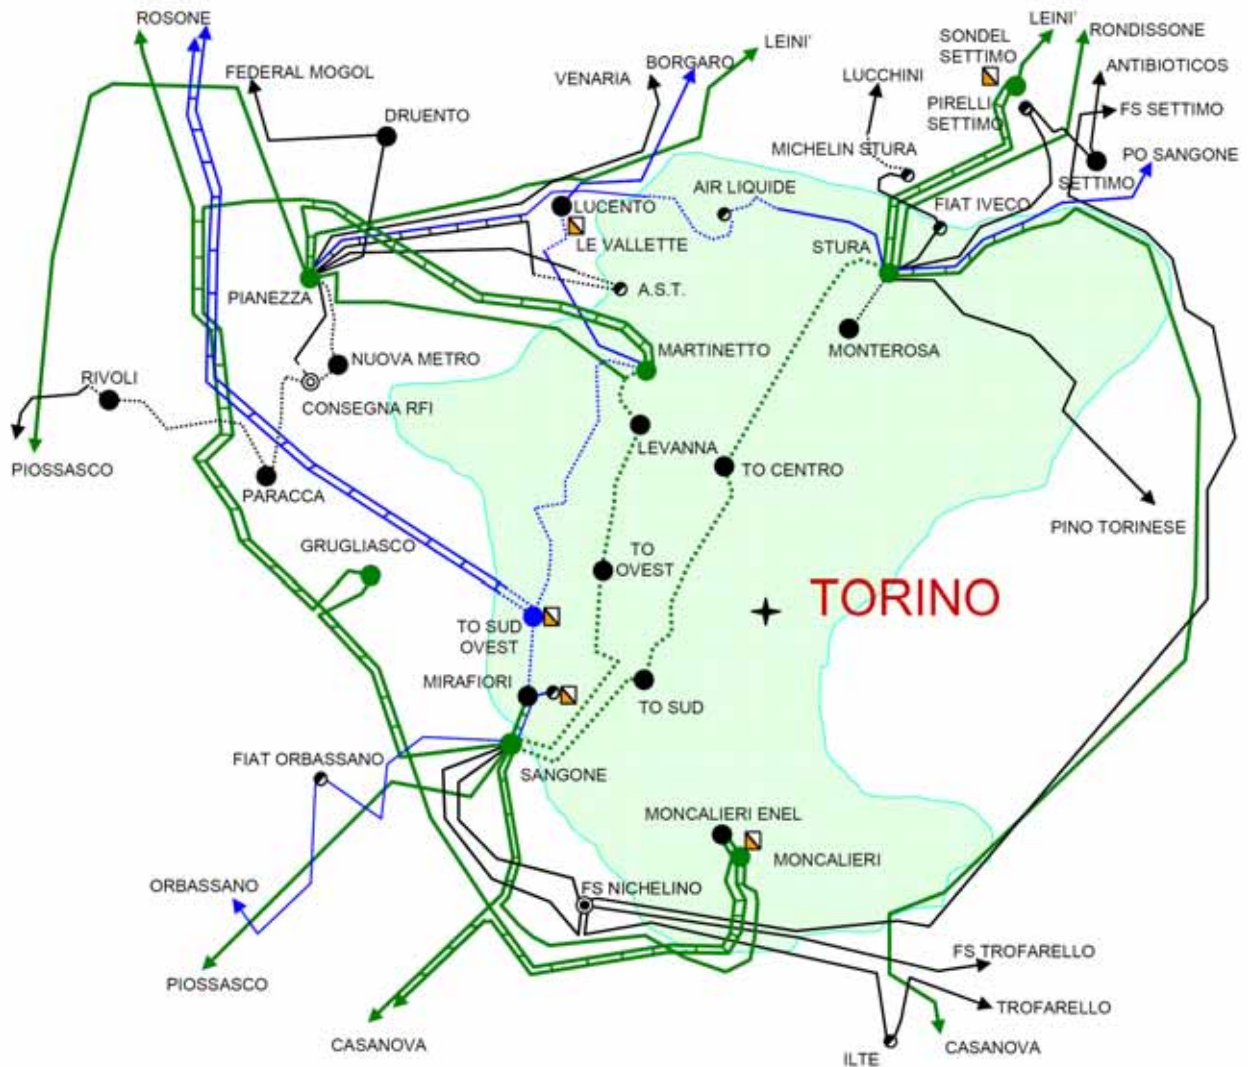 ROSONE
LEINI'
SONDEL
SETTIMO
LEINI'
RONDISSONE
FEDERAL MOGOL
VENARIA
BORGARO
LUCCHINI
ANTIBIOTICOS
DRUENTO
PIRELLI
SETTIMO
FS SETTIMO
MICHELIN STURA
PO SANGONE
AIR LIQUIDE
SETTIMO
LUCENTO
FIAT IVECO
LE VALLETTE
STURA
PIANEZZA
A.S.T.
MARTINETTO
MONTEROSA
NUOVA METRO
RIVOLI
CONSEGNA RFI
LEVANNA
PIOSSASCO
TO CENTRO
PARACCA
PINO TORINESE
GRUGLIASCO
TO
OVEST
TORINO
TO SUD
OVEST
MIRAFIORI
TO SUD
FIAT ORBASSANO
SANGONE
MONCALIERI ENEL
MONCALIERI
ORBASSANO
FS NICHELINO
FS TROFARELLO
PIOSSASCO
TROFARELLO
CASANOVA
ILTE
CASANOVA